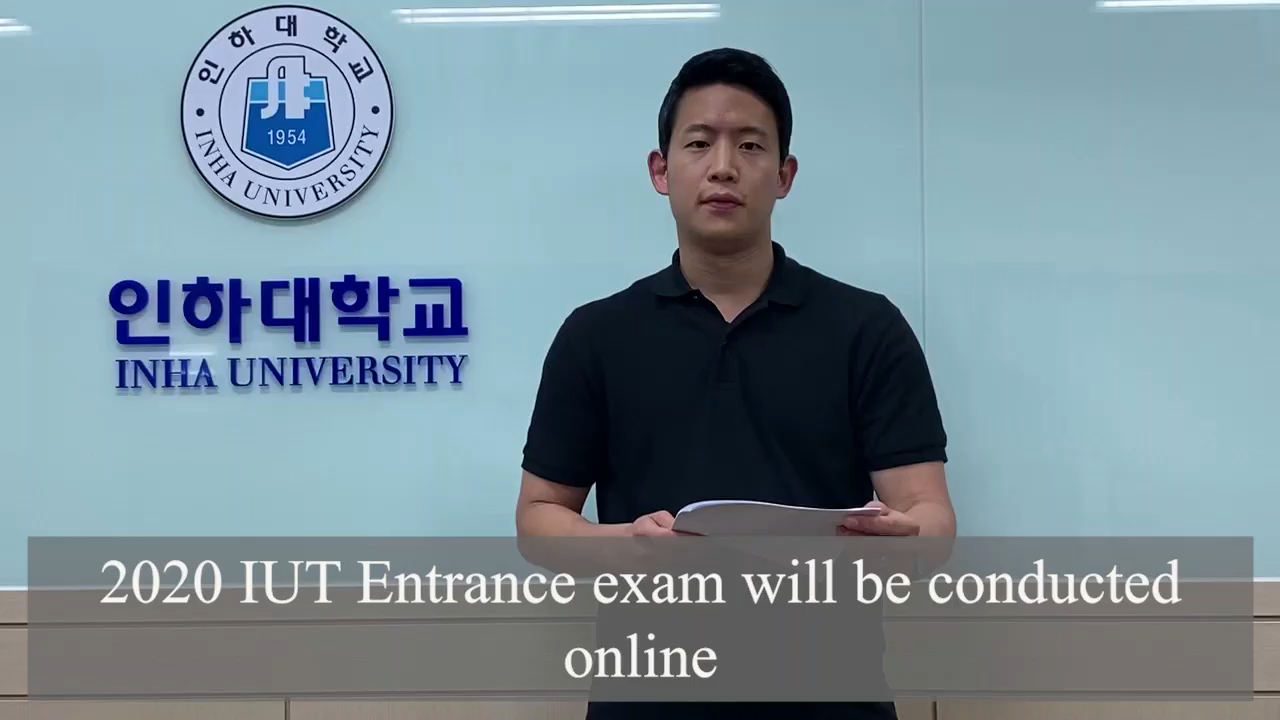 인하대학교
1954
INHA UNIVERSITY
인하대학교
INHA UNIVERSITY
2020 IUT Entrance exam will be conducted
online